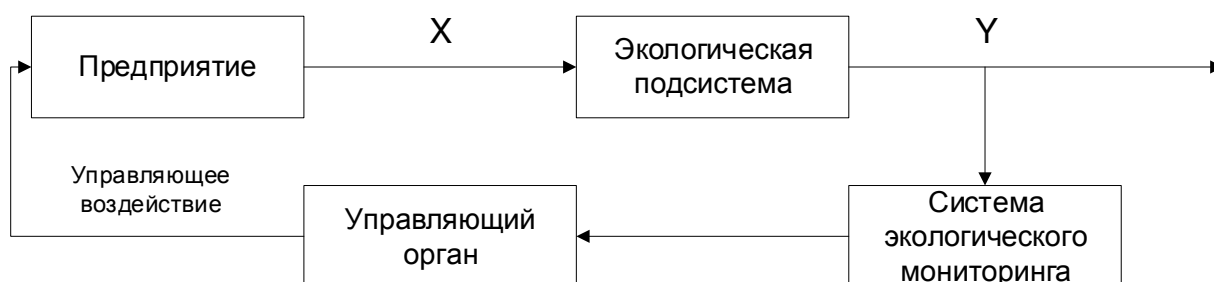 X
Y
Предприятие
Экологическая
подсистема
Управляющее
воздействие
Управляющий
орган
Система
экологического
мониторинга